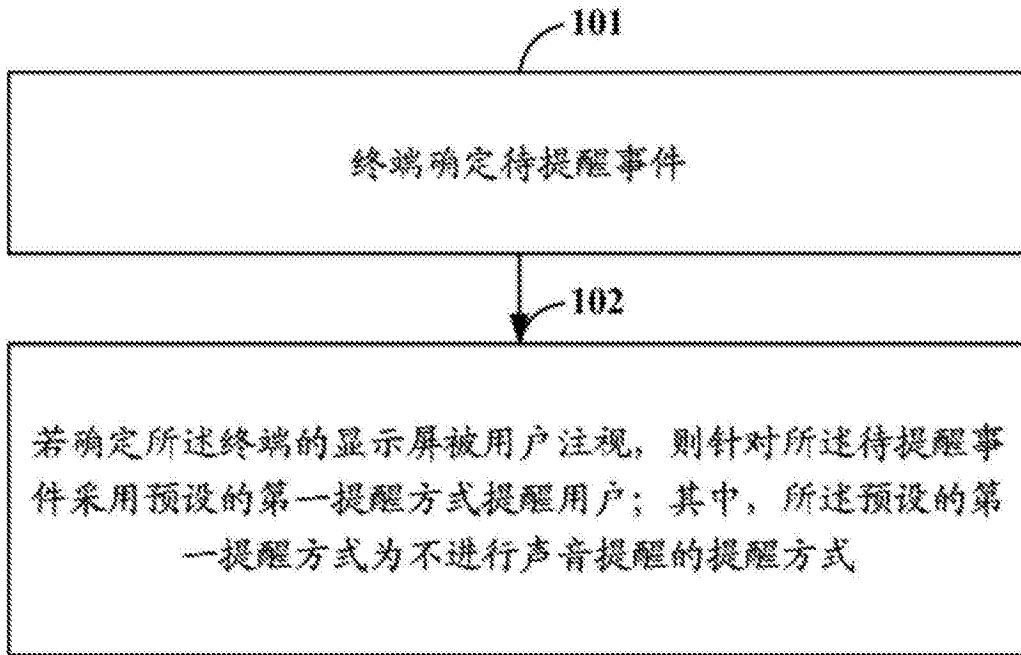 101
终端确定待提醒事件
102
若确定所述终端的显示屏被用户注视，则针对所述待提醒事
件采用预设的第一提醒方式提醒用户；其中，所述预设的第
一提醒方式为不进行声音提醒的提醒方式